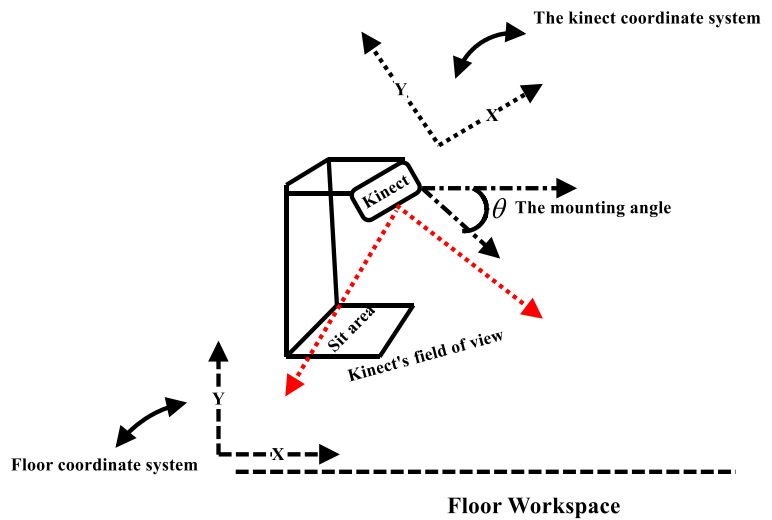 The kinect coordinate system
Y
X
Kinect
θ
The mounting angle
Sit area
Kinect's field of view
Y
X
Floor coordinate system
Floor Workspace